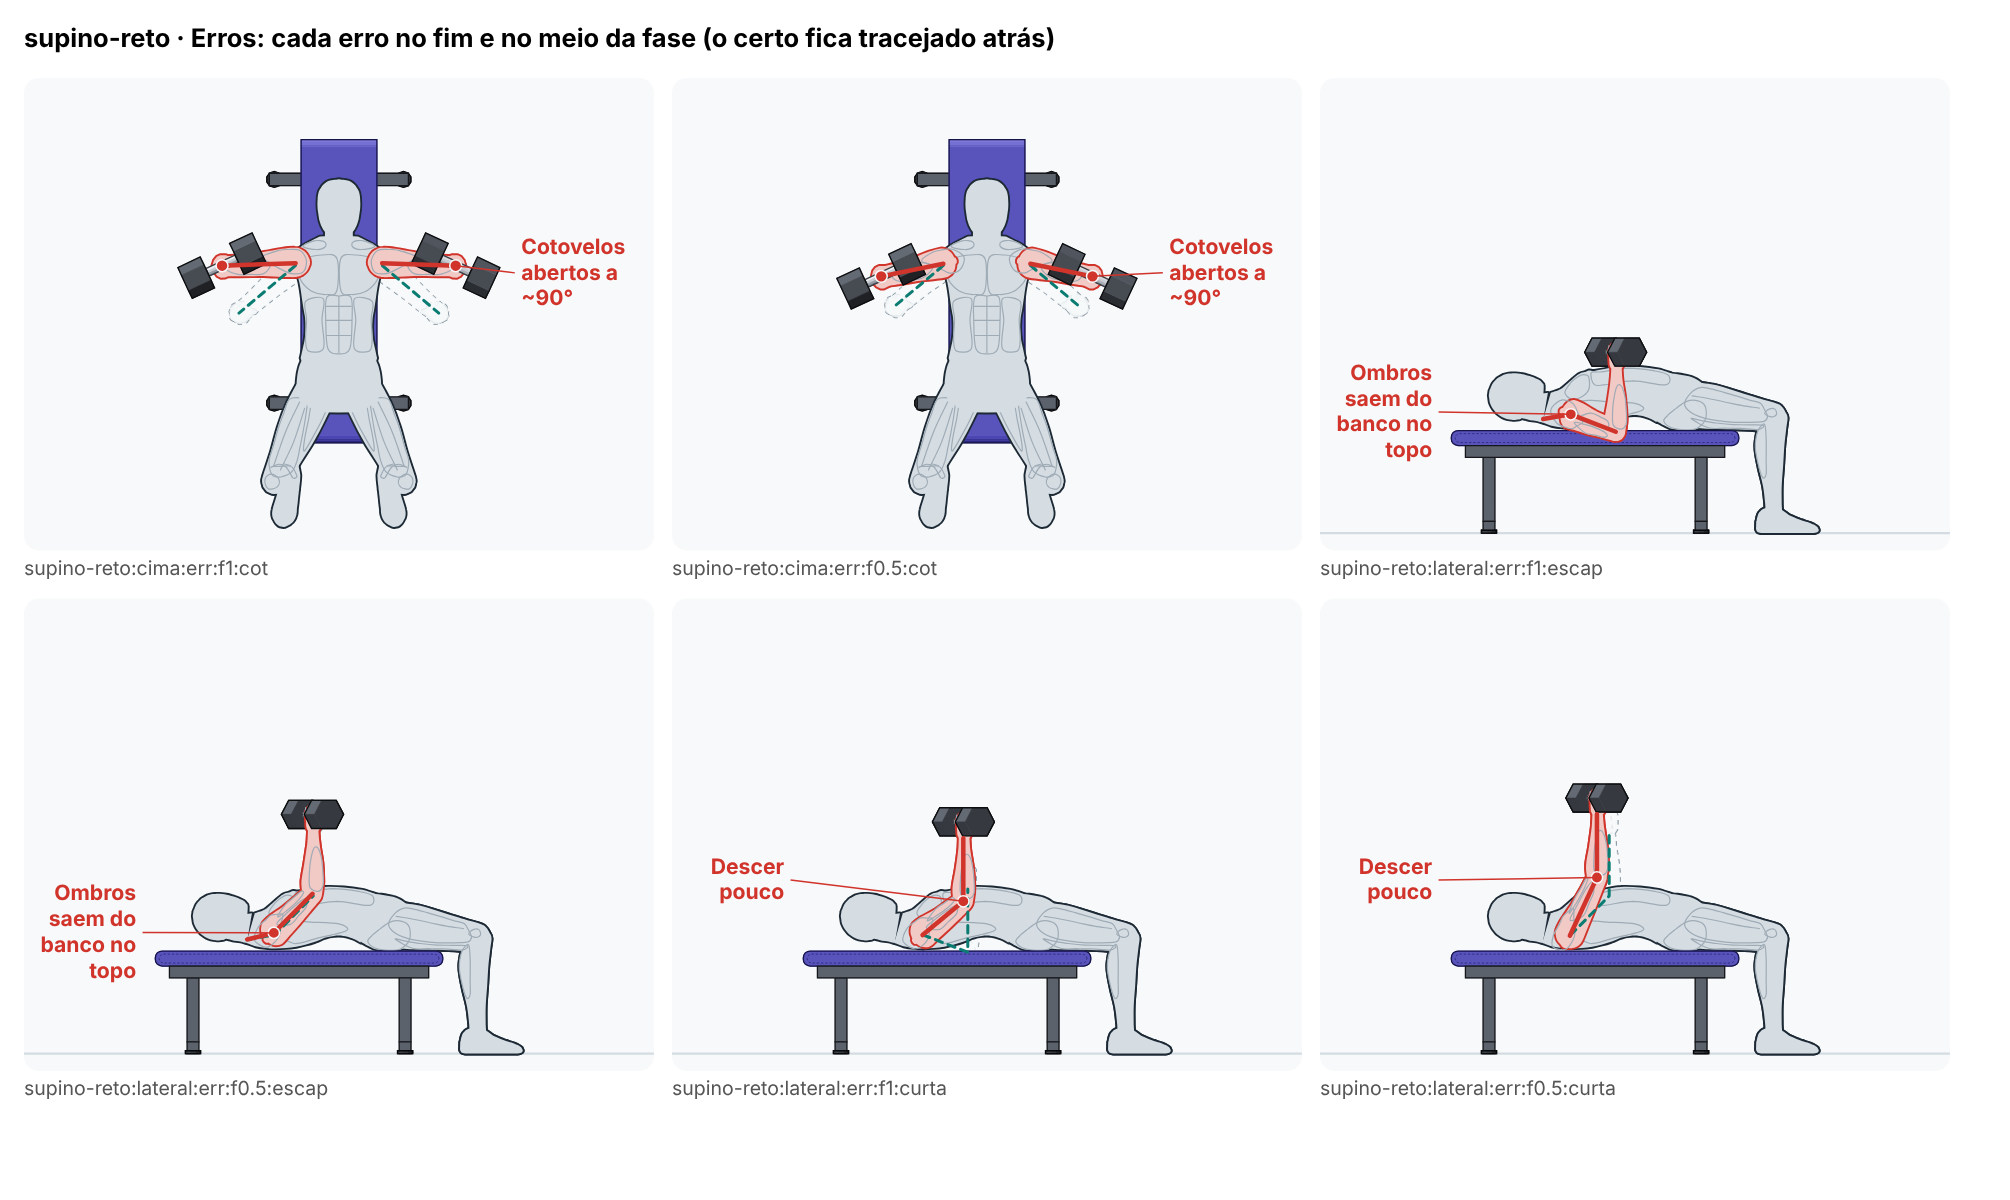 supino-reto · Erros: cada erro no fim e no meio da fase (o certo fica tracejado atrás)
Cotovelos
abertos a
~90°
supino-reto:cima:err:f1:cot
Cotovelos
abertos a
~90°
supino-reto:cima:err:f0.5:cot
Ombros
saem do
banco no
topo
supino-reto:lateral:err:f1:escap
Ombros
saem do
banco no
topo
supino-reto:lateral:err:f0.5:escap
Descer
pouco
supino-reto:lateral:err:f1:curta
Descer
pouco
supino-reto:lateral:err:f0.5:curta